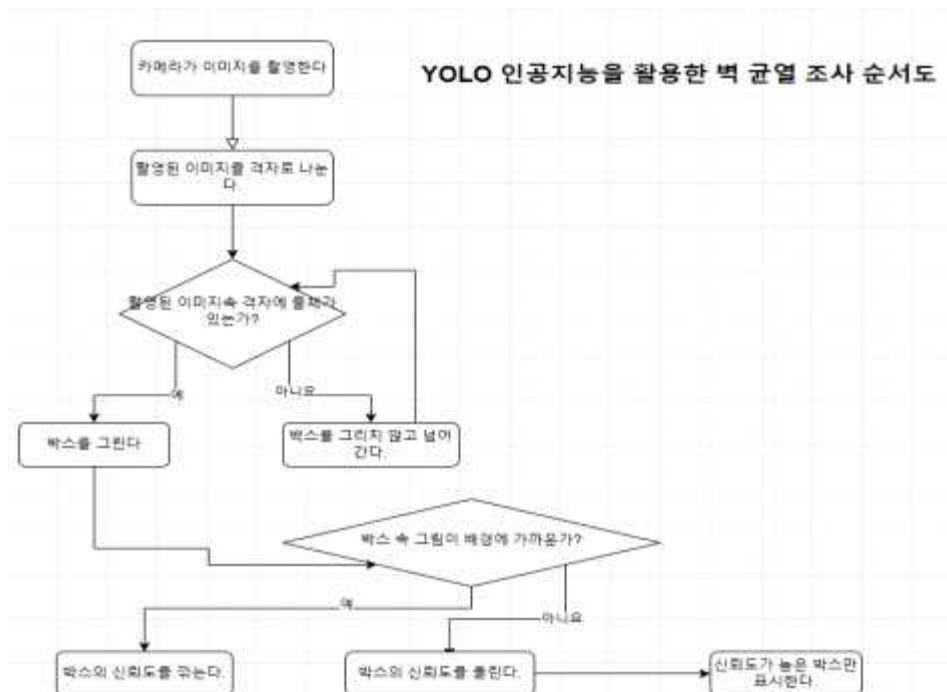 YOLO 인공지능을 활용한 벽 균열 조사 순서도
카메라가 이미지를 촬영한다
촬영된 이미지를 격자로 나눈
다.
촬영된 이미지속 격자에 물체가
있는가?
예
아니요
박스를 그린다
박스를 그리지 않고 넘어
간다.
박스 속 그림이 배경에 가까운가?
예
아니요
박스의 신뢰도를 깎는다.
박스의 신뢰도를 올린다.
신뢰도가 높은 박스만
표시한다.